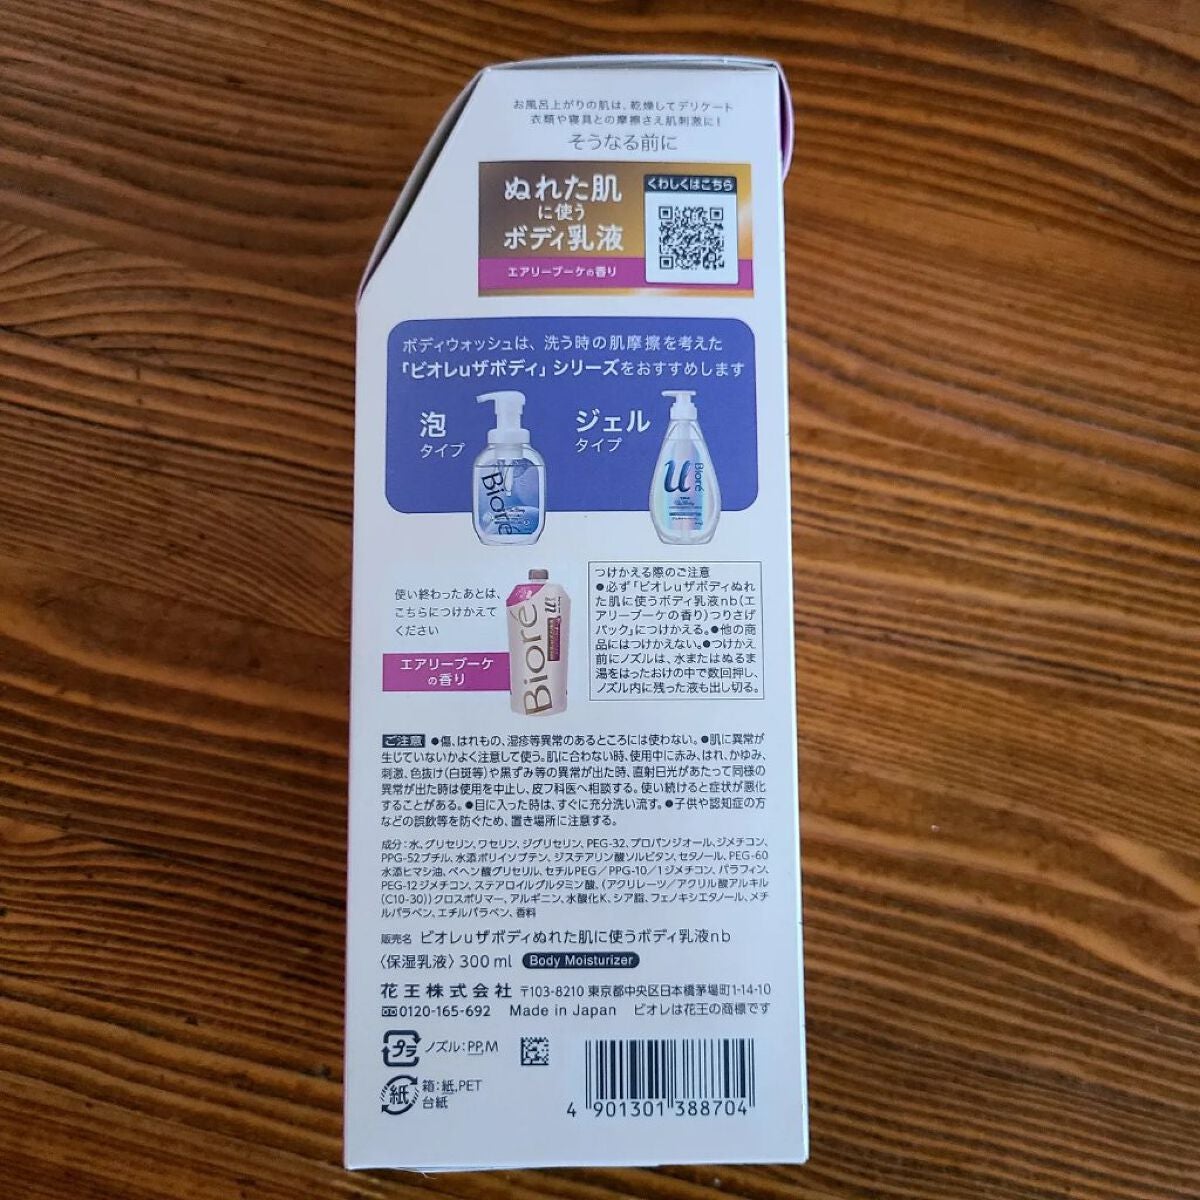 お風呂上がりの肌は、乾燥してデリケート
衣類や寝具との摩擦さえ肌刺激に!
そうなる前に
ぬれた肌
に使う
ボディ乳液
エアリーブーケの香り
くわしくはこちら
ボディウォッシュは、洗う時の肌摩擦を考えた
「ビオレuザボディ」シリーズをおすすめします
泡
タイプ
Bioré
ジェル
タイプ
u Bioré
使い終わったあとは、
こちらにつけかえて
ください
エアリーブーケ
の香り
Bioré u
つけかえる際のご注意
●必ず「ビオレuザボディぬれ
た肌に使うボディ乳液nb(エ
アリーブーケの香り)つりさげ
パック」につけかえる。●他の商
品にはつけかえない。●つけかえ
前にノズルは、水またはぬるま
湯をはったおけの中で数回押し、
ノズル内に残った液も出し切る。
ご注意 ●傷、はれもの、湿疹等異常のあるところには使わない。●肌に異常が
生じていないかよく注意して使う。肌に合わない時、使用中に赤み、はれ、かゆみ、
刺激、色抜け(白斑等)や黒ずみ等の異常が出た時、直射日光があたって同様の
異常が出た時は使用を中止し、皮フ科医へ相談する。使い続けると症状が悪化
することがある。●目に入った時は、すぐに充分洗い流す。●子供や認知症の方
などの誤飲等を防ぐため、置き場所に注意する。
成分:水、グリセリン、ワセリン、ジグリセリン、PEG-32、プロパンジオール、ジメチコン、
PPG-52ブチル、水添ポリイソブテン、ジステアリン酸ソルビタン、セタノール、PEG-60
水添ヒマシ油、ベヘン酸グリセリル、セチルPEG/PPG-10/1ジメチコン、パラフィン、
PEG-12ジメチコン、ステアロイルグルタミン酸、(アクリレーツ/アクリル酸アルキル
(C10-30))クロスポリマー、アルギニン、水酸化K、シア脂、フェノキシエタノール、メチ
ルパラベン、エチルパラベン、香料
販売名 ビオレuザボディぬれた肌に使うボディ乳液nb
〈保湿乳液〉300ml Body Moisturizer
花王株式会社 〒103-8210 東京都中央区日本橋茅場町1-14-10
0120-165-692 Made in Japan ビオレは花王の商標です
プラ ノズル:PP,M
紙 箱:紙,PET
台紙
4 901301 388704